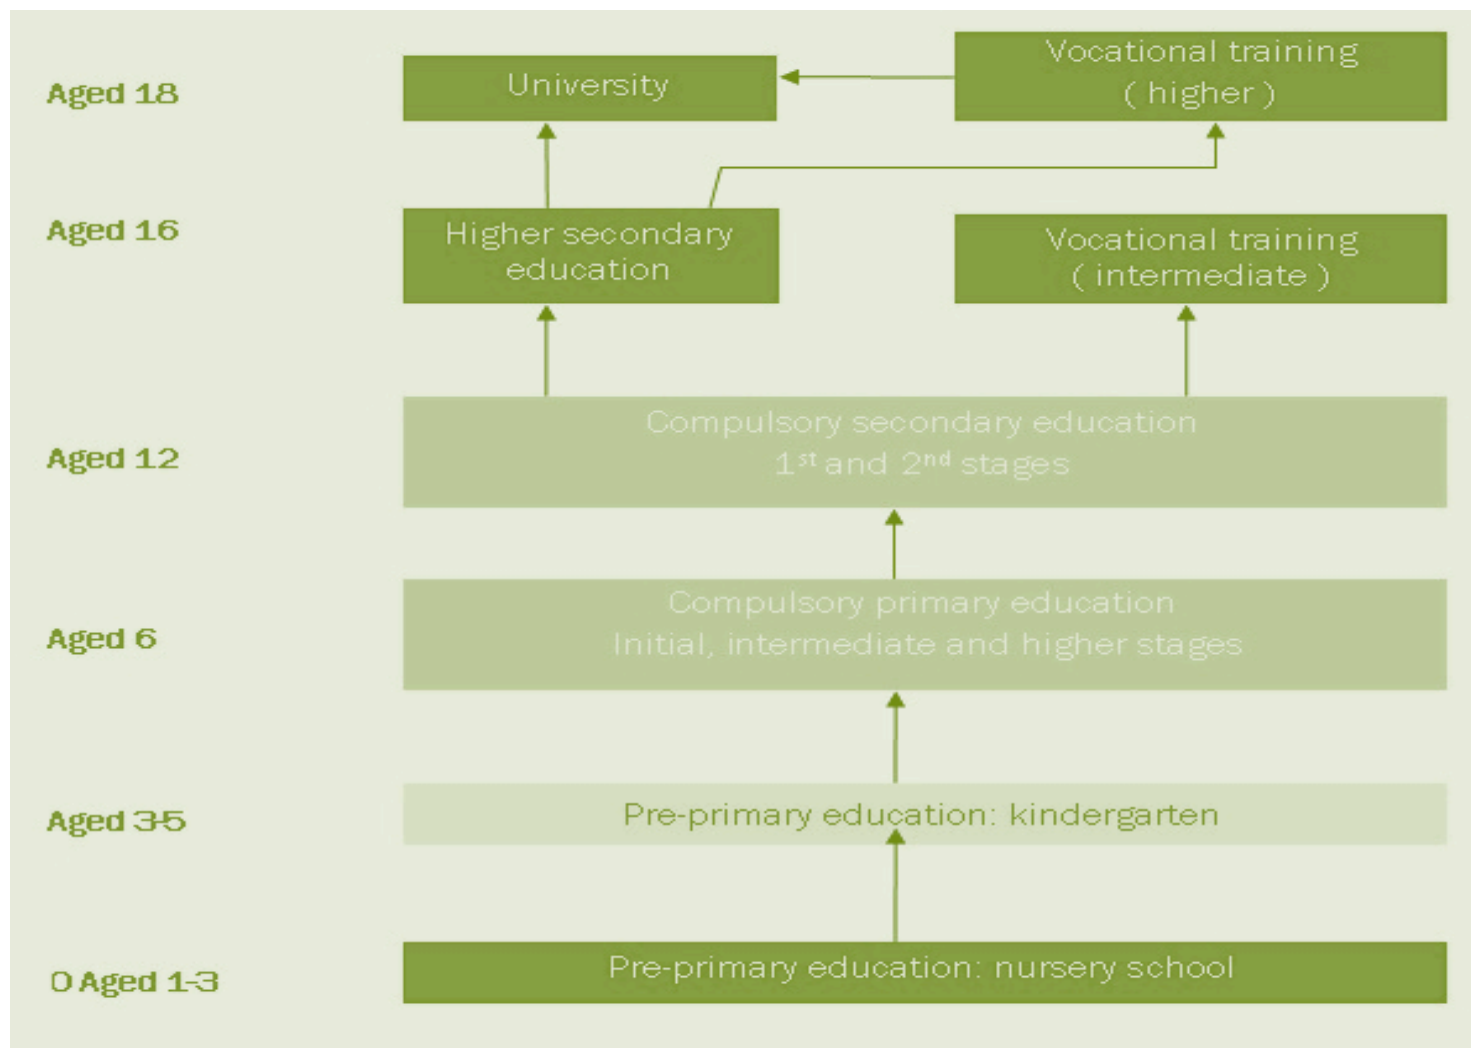 Aged 18
University
Vocational training
( higher )
Aged 16
Higher secondary
education
Vocational training
( intermediate )
Aged 12
Compulsory secondary education
1st and 2nd stages
Aged 6
Compulsory primary education
Initial, intermediate and higher stages
Aged 3-5
Pre-primary education: kindergarten
0 Aged 1-3
Pre-primary education: nursery school